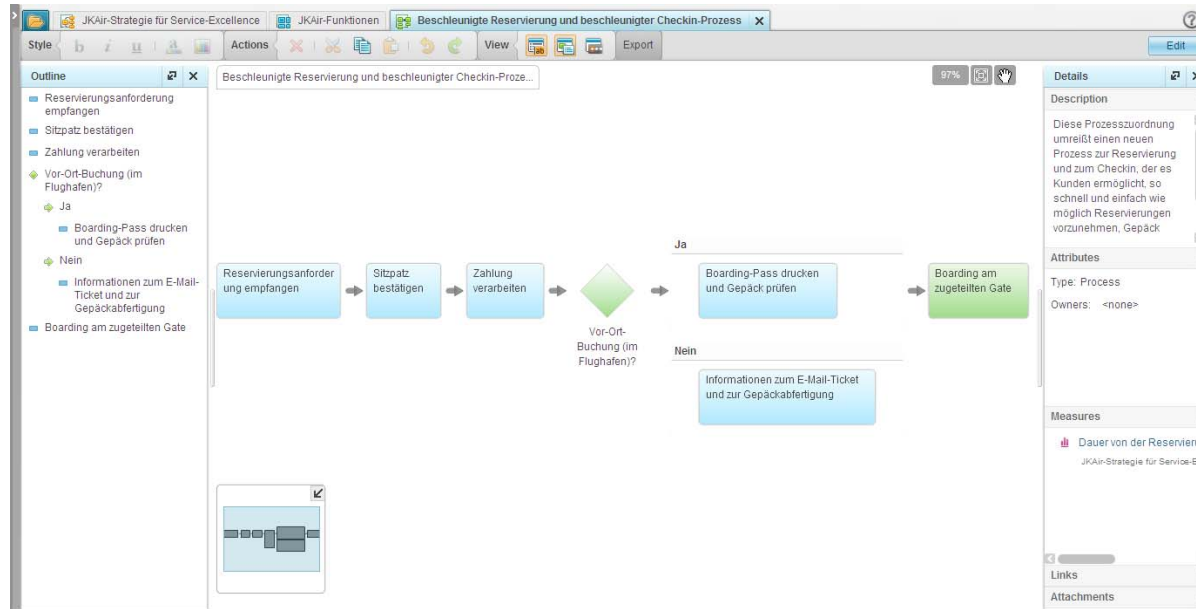 JKAir-Strategie für Service-Excellence
JKAir-Funktionen
Beschleunigte Reservierung und beschleunigter Checkin-Prozess
Style
b i u a
Actions
View
Export
Edit
Outline
Reservierungsanforderung
empfangen
Sitzpatz bestätigen
Zahlung verarbeiten
Vor-Ort-Buchung (im
Flughafen)?
Ja
Boarding-Pass drucken
und Gepäck prüfen
Nein
Informationen zum E-Mail-
Ticket und zur
Gepäckabfertigung
Boarding am zugeteilten Gate
Beschleunigte Reservierung und beschleunigter Checkin-Proze...
97%
Reservierungsanforder
ung empfangen
Sitzpatz
bestätigen
Zahlung
verarbeiten
Vor-Ort-
Buchung (im
Flughafen)?
Ja
Boarding-Pass drucken
und Gepäck prüfen
Nein
Informationen zum E-Mail-Ticket
und zur Gepäckabfertigung
Boarding am
zugeteilten Gate
Details
Description
Diese Prozesszuordnung
umreißt einen neuen
Prozess zur Reservierung
und zum Checkin, der es
Kunden ermöglicht, so
schnell und einfach wie
möglich Reservierungen
vorzunehmen, Gepäck
Attributes
Type: Process
Owners: <none>
Measures
Dauer von der Reservier
JKAir-Strategie für Service-E
Links
Attachments